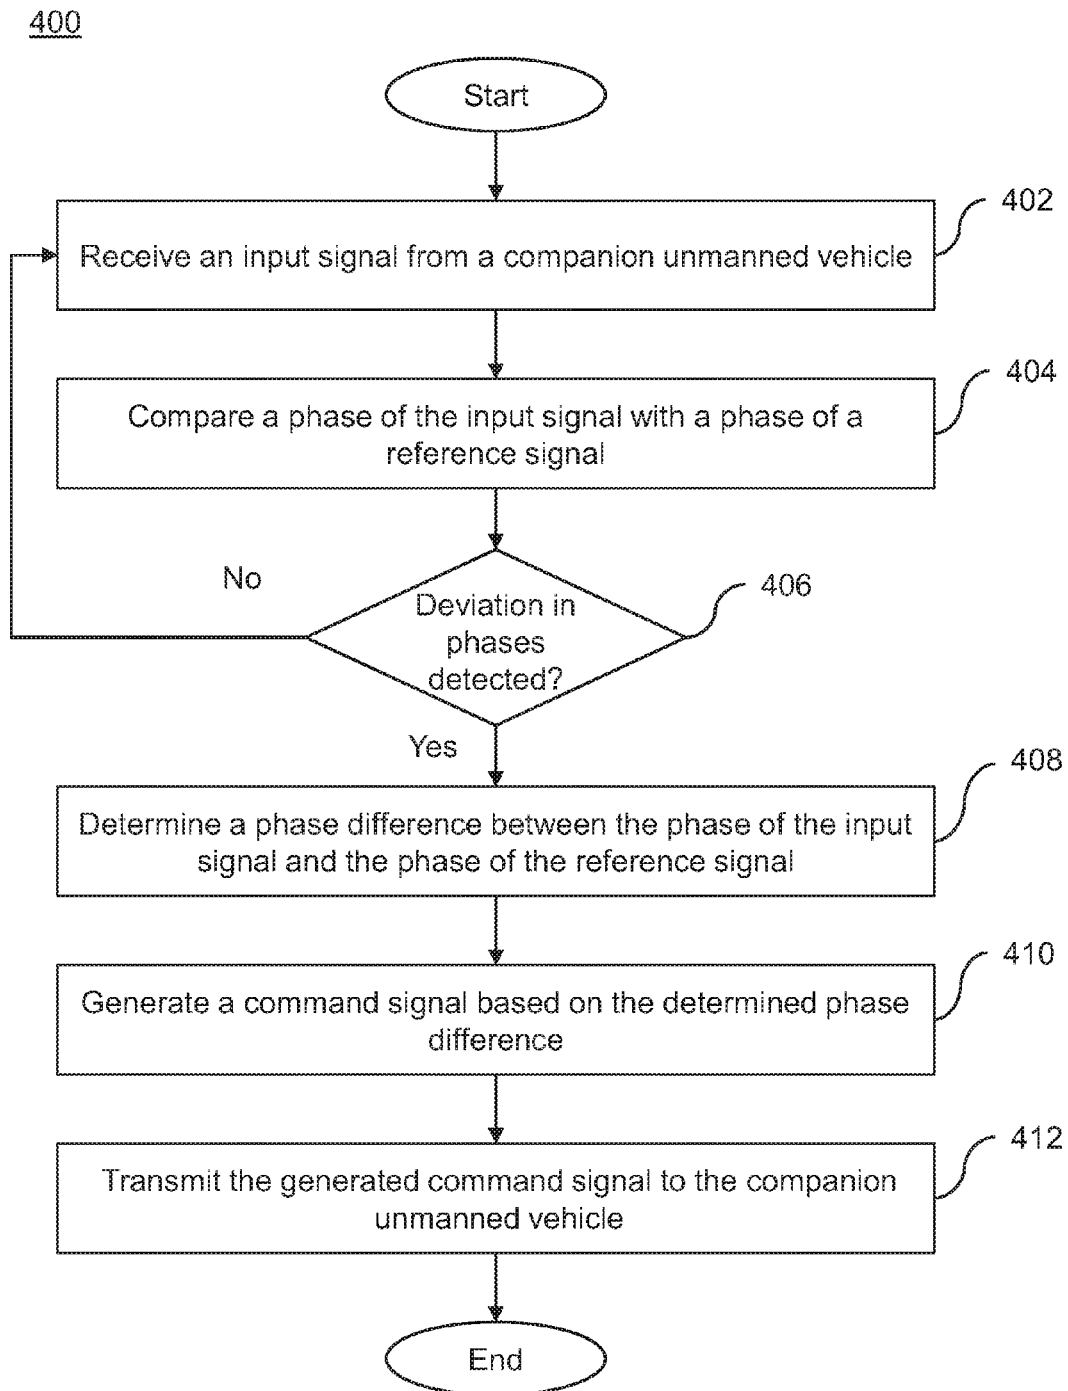 400
Start
402
Receive an input signal from a companion unmanned vehicle
404
Compare a phase of the input signal with a phase of a
reference signal
No
406
Deviation in
phases
detected?
Yes
408
Determine a phase difference between the phase of the input
signal and the phase of the reference signal
410
Generate a command signal based on the determined phase
difference
412
Transmit the generated command signal to the companion
unmanned vehicle
End